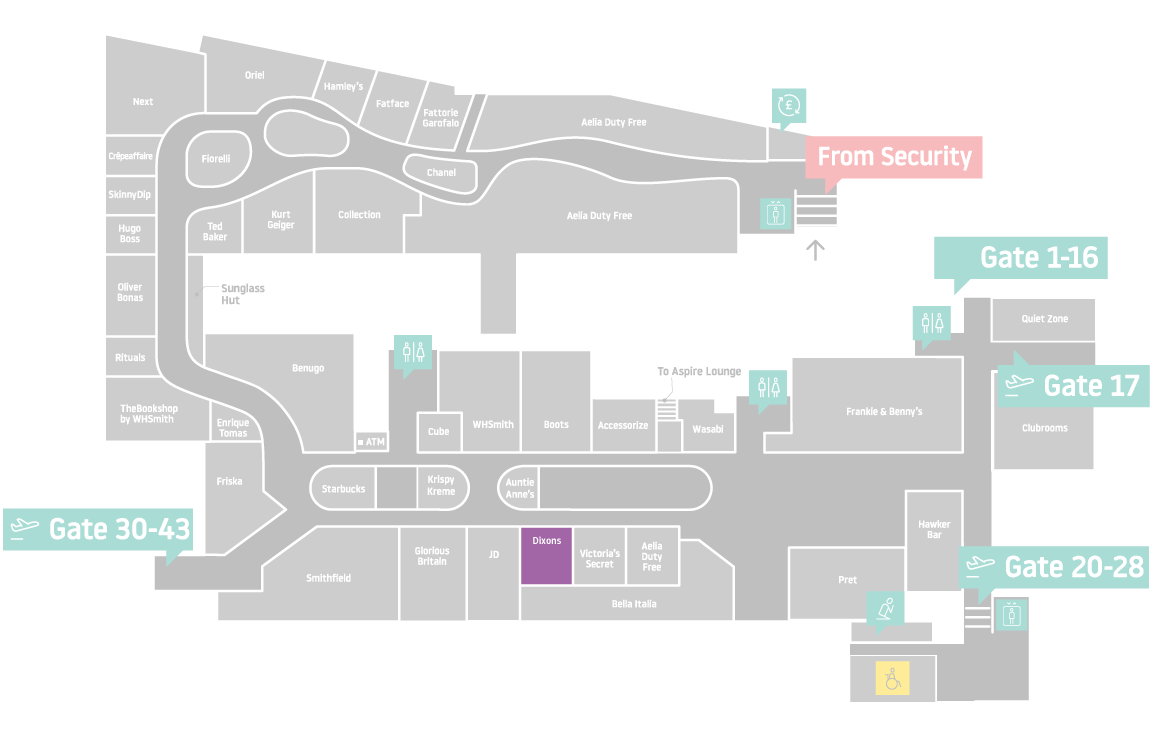 Next
Oriel
Hamley's
Fatface
Fattorie
Garofalo
Aelia Duty Free
£
From Security
Crêpeaffaire
Fiorelli
Chanel
SkinnyDip
Hugo
Boss
Ted
Baker
Kurt
Geiger
Collection
Aelia Duty Free
Gate 1-16
Oliver
Bonas
Sunglass
Hut
Quiet Zone
Rituals
Benugo
To Aspire Lounge
Gate 17
TheBookshop
by WHSmith
Enrique
Tomas
ATM
Cube
WHSmith
Boots
Accessorize
Wasabi
Frankie & Benny's
Clubrooms
Friska
Starbucks
Krispy
Kreme
Auntie
Anne's
Gate 30-43
Hawker
Bar
Smithfield
Glorious
Britain
JD
Dixons
Victoria's
Secret
Aelia
Duty
Free
Pret
Gate 20-28
Bella Italia